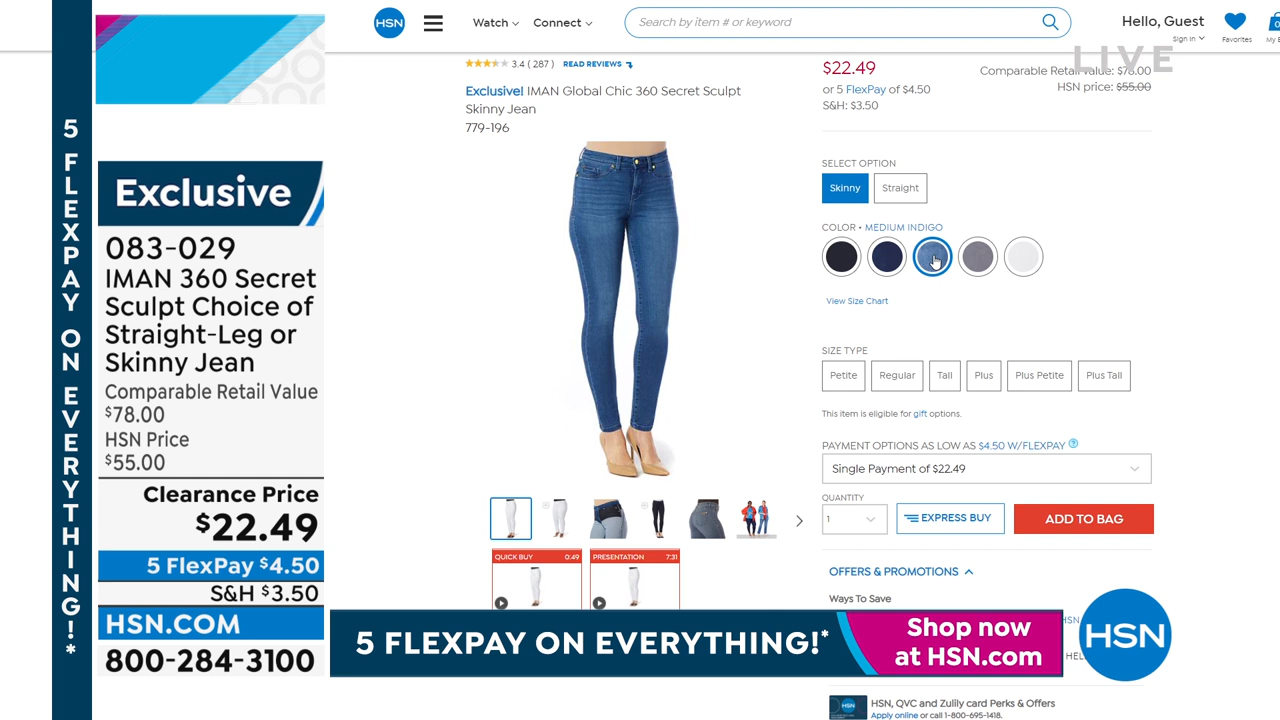 5 FLEXPAY ON EVERYTHING!*
Exclusive
083-029
IMAN 360 Secret
Sculpt Choice of
Straight-Leg or
Skinny Jean
Comparable Retail Value
$78.00
HSN Price
$55.00
Clearance Price
$22.49
5 FlexPay $4.50
S&H $3.50
HSN.COM
800-284-3100
HSN
Watch
Connect
Search by item # or keyword
Hello, Guest
Sign In
Favorites
My
0
LIVE
3.4 ( 287 )
READ REVIEWS
Exclusive! IMAN Global Chic 360 Secret Sculpt
Skinny Jean
779-196
$22.49
or 5 FlexPay of $4.50
S&H: $3.50
Comparable Retail Value: $78.00
HSN price: $55.00
SELECT OPTION
Skinny
Straight
COLOR • MEDIUM INDIGO
View Size Chart
SIZE TYPE
Petite
Regular
Tall
Plus
Plus Petite
Plus Tall
This item is eligible for gift options.
PAYMENT OPTIONS AS LOW AS $4.50 W/FLEXPAY
Single Payment of $22.49
QUANTITY
1
EXPRESS BUY
ADD TO BAG
QUICK BUY 0:49
PRESENTATION 7:31
OFFERS & PROMOTIONS
Ways To Save
5 FLEXPAY ON EVERYTHING!*
Shop now
at HSN.com
HSN
HSN, QVC and Zulily card Perks & Offers
Apply online or call 1-800-695-1418.